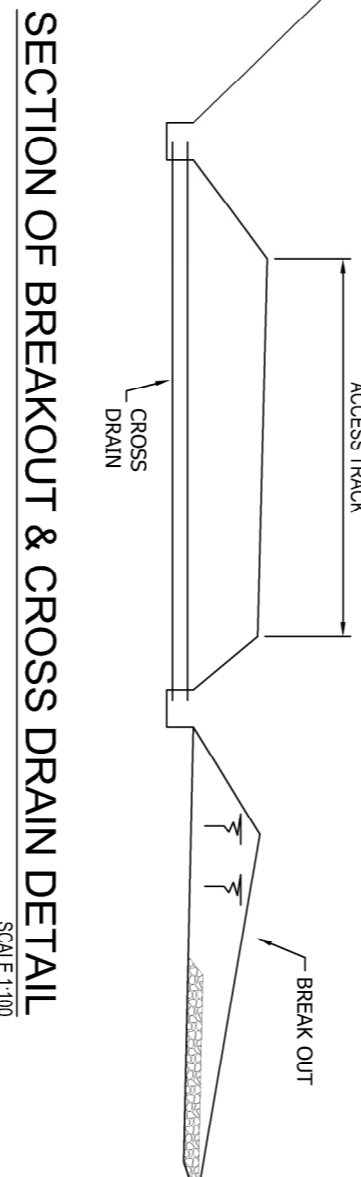 ACCESS TRACK
CROSS
DRAIN
BREAK OUT
SECTION OF BREAKOUT & CROSS DRAIN DETAIL
SCALE 1:100